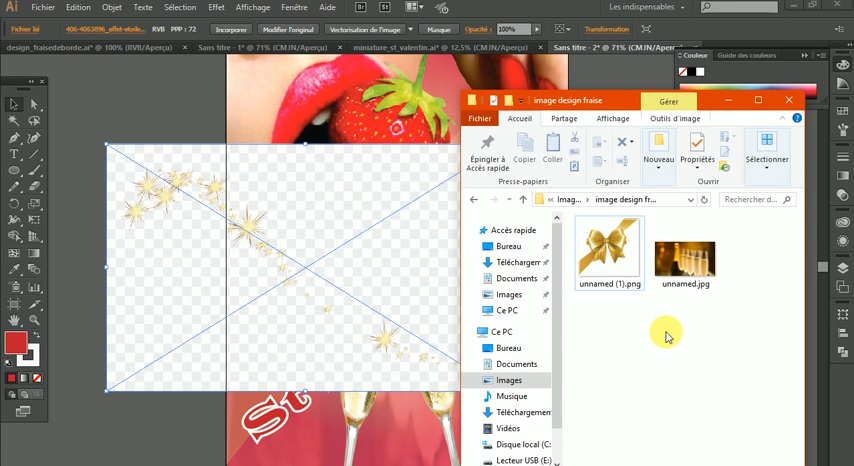 Ai Fichier Edition Objet Texte Sélection Effet Affichage Fenêtre Aide Br St Les indispensables
Fichier lié 406-4063896_effet-etoile... RVB PPP : 72 Incorporer Modifier l'original Vectorisation de l'image Masque Opacité : 100% Transformation
design_fraisedeborde.ai* @ 100% (RVB/Aperçu) × Sans titre - 1* @ 71% (CMJN/Aperçu) × miniature_st_valentin.ai* @ 12,5% (CMJN/Aperçu) × Sans titre - 2* @ 71% (CMJN/Aperçu) ×
Couleur Guide des couleurs
image design fraise Gérer
Fichier Accueil Partage Affichage Outils d'image
Épingler à Accès rapide
Copier
Coller
Nouveau
Propriétés
Sélectionner
Presse-papiers Organiser Ouvrir
Imag... image design fr... Rechercher d...
Accès rapide
Bureau
Téléchargem
Documents
Images
Ce PC
Ce PC
Bureau
Documents
Images
Musique
Téléchargement
Vidéos
Disque local (C:
Lecteur USB (E:)
unnamed (1).png
unnamed.jpg
St